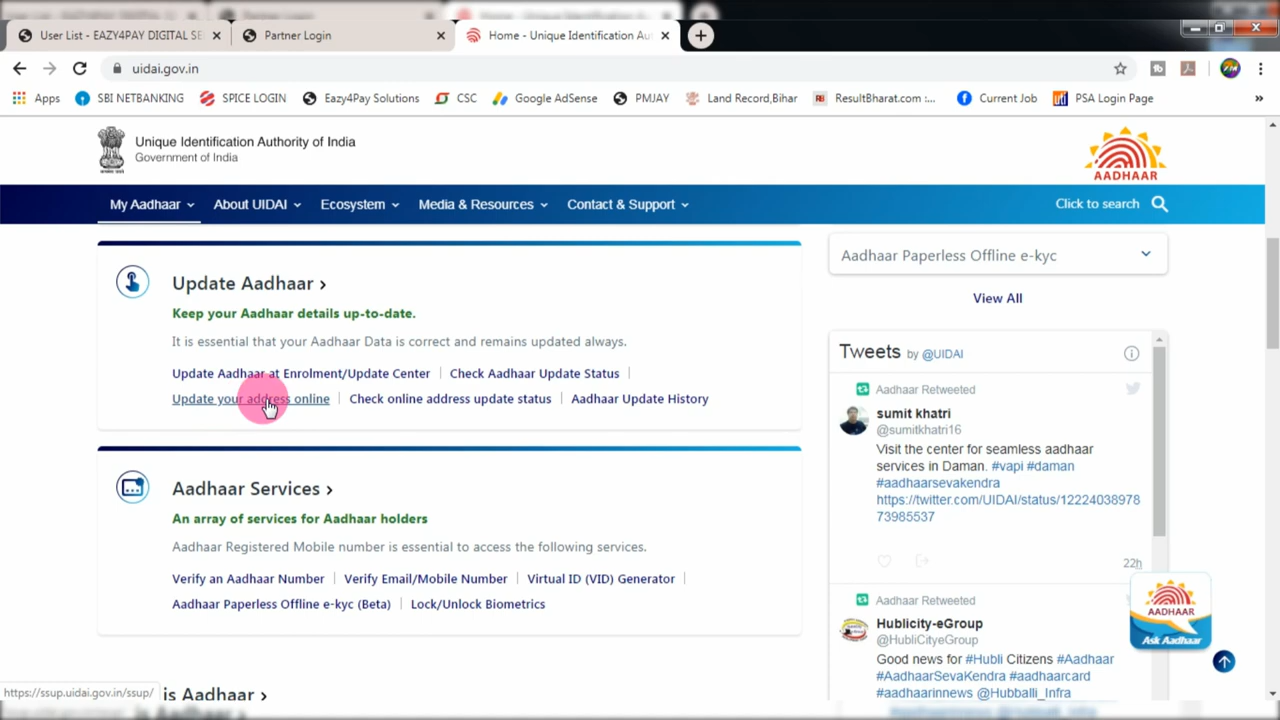 User List - EAZY4PAY DIGITAL SE
Partner Login
Home - Unique Identification Au
uidai.gov.in
Apps
SBI NETBANKING
SPICE LOGIN
Eazy4Pay Solutions
CSC
Google AdSense
PMJAY
Land Record,Bihar
ResultBharat.com :...
Current Job
PSA Login Page
»
Unique Identification Authority of India
Government of India
AADHAAR
My Aadhaar
About UIDAI
Ecosystem
Media & Resources
Contact & Support
Click to search
Update Aadhaar ›
Keep your Aadhaar details up-to-date.
It is essential that your Aadhaar Data is correct and remains updated always.
Update Aadhaar at Enrolment/Update Center
Check Aadhaar Update Status
Update your address online
Check online address update status
Aadhaar Update History
Aadhaar Services ›
An array of services for Aadhaar holders
Aadhaar Registered Mobile number is essential to access the following services.
Verify an Aadhaar Number
Verify Email/Mobile Number
Virtual ID (VID) Generator
Aadhaar Paperless Offline e-kyc (Beta)
Lock/Unlock Biometrics
is Aadhaar ›
https://ssup.uidai.gov.in/ssup/
Aadhaar Paperless Offline e-kyc
View All
Tweets by @UIDAI
Aadhaar Retweeted
sumit khatri
@sumitkhatri16
Visit the center for seamless aadhaar
services in Daman. #vapi #daman
#aadhaarsevakendra
https://twitter.com/UIDAI/status/12224038978
73985537
22h
Aadhaar Retweeted
Hublicity-eGroup
@HubliCityeGroup
Good news for #Hubli Citizens #Aadhaar
#AadhaarSevaKendra #aadhaarcard
#aadhaarinnews @Hubballi_Infra
AADHAAR
Ask Aadhaar